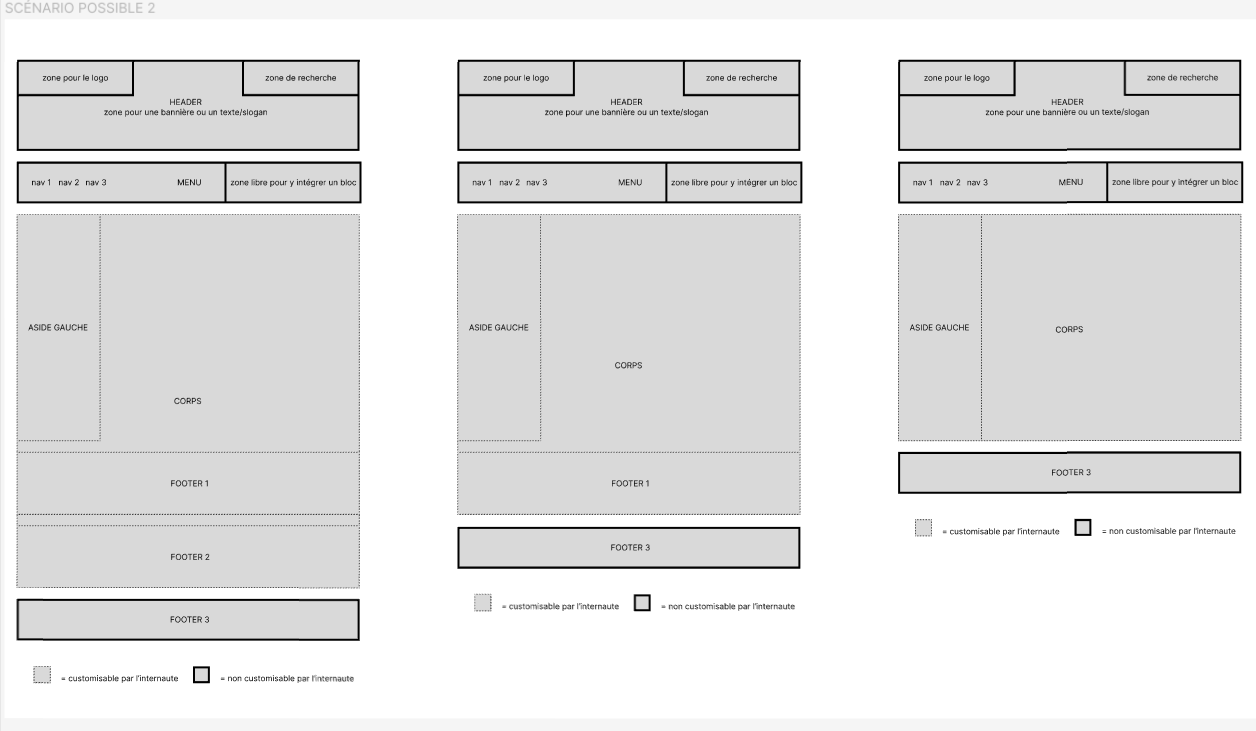 SCÉNARIO POSSIBLE 2
zone pour le logo
zone de recherche
HEADER
zone pour une bannière ou un texte/slogan
nav 1 nav 2 nav 3
MENU
zone libre pour y intégrer un bloc
ASIDE GAUCHE
CORPS
FOOTER 1
FOOTER 2
FOOTER 3
= customisable par l'internaute
= non customisable par l'internaute
zone pour le logo
zone de recherche
HEADER
zone pour une bannière ou un texte/slogan
nav 1 nav 2 nav 3
MENU
zone libre pour y intégrer un bloc
ASIDE GAUCHE
CORPS
FOOTER 1
FOOTER 3
= customisable par l'internaute
= non customisable par l'internaute
zone pour le logo
zone de recherche
HEADER
zone pour une bannière ou un texte/slogan
nav 1 nav 2 nav 3
MENU
zone libre pour y intégrer un bloc
ASIDE GAUCHE
CORPS
FOOTER 3
= customisable par l'internaute
= non customisable par l'internaute